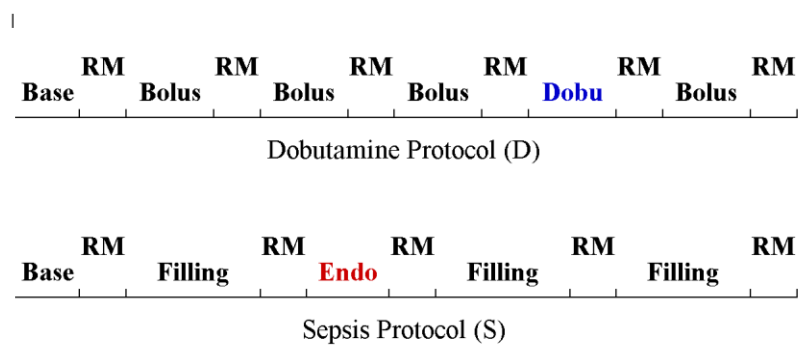 RM RM RM RM RM RM
Base Bolus Bolus Bolus Dobu Bolus
Dobutamine Protocol (D)
RM RM RM RM RM
Base Filling Endo Filling Filling
Sepsis Protocol (S)